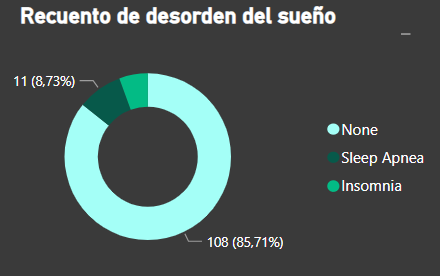 Recuento de desorden del sueño
11 (8,73%)
None
Sleep Apnea
Insomnia
108 (85,71%)